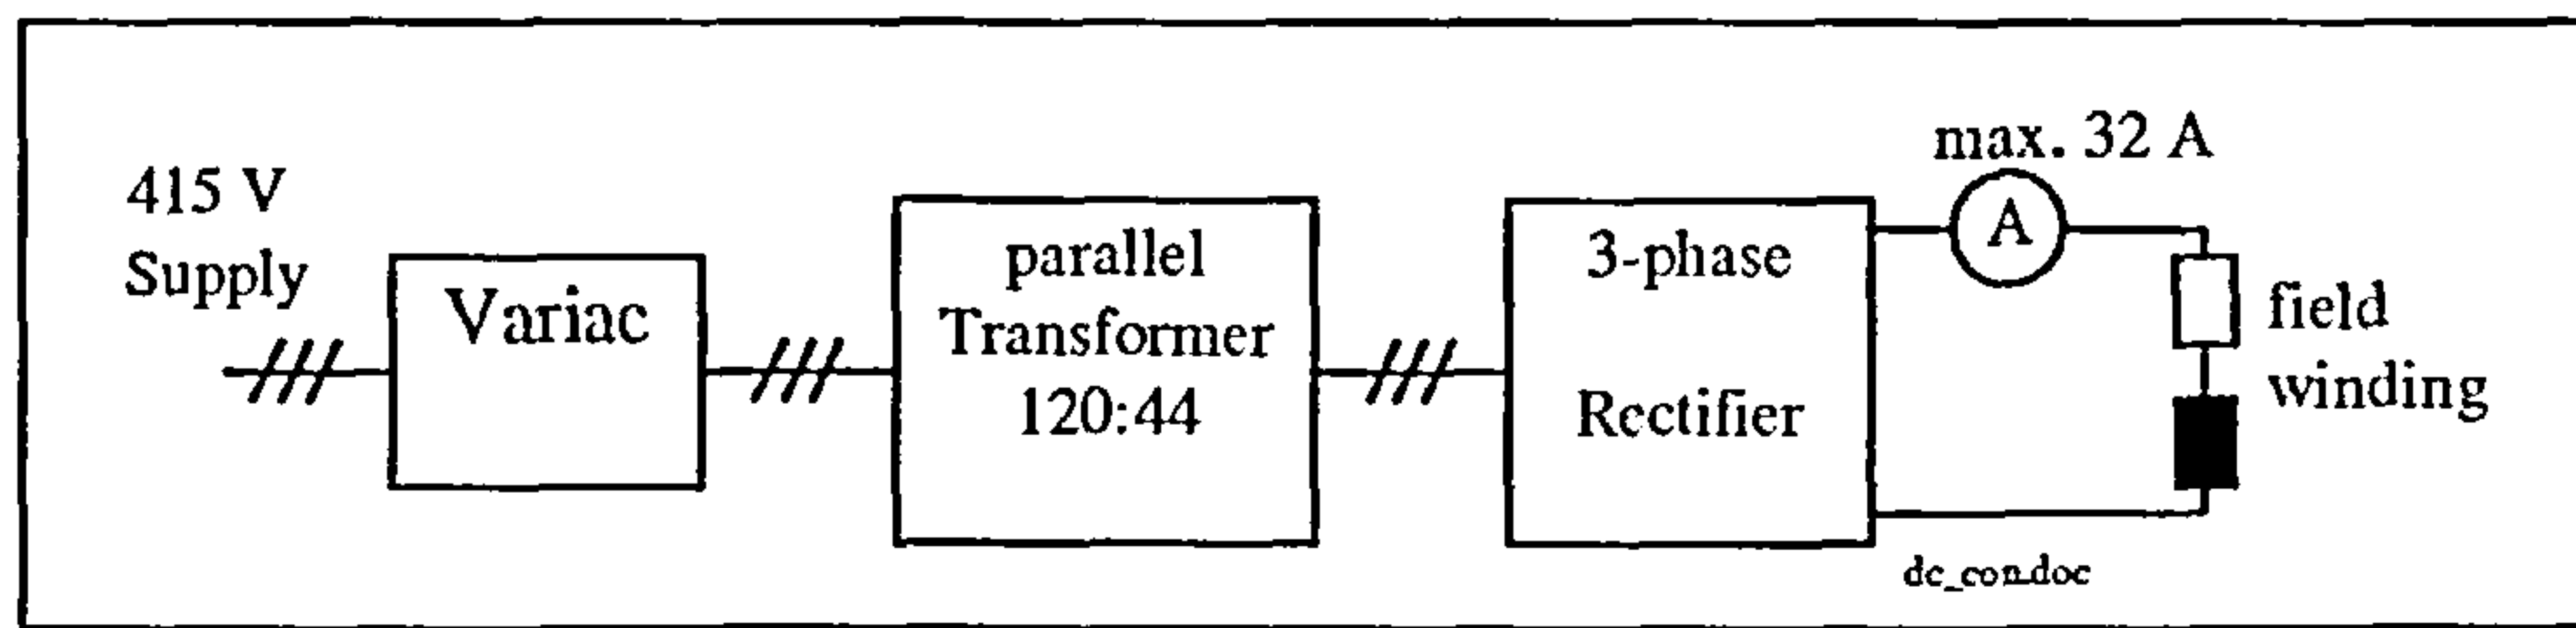 415 V
Supply
Variac
parallel
Transformer
120:44
3-phase
Rectifier
max. 32 A
A
field
winding
dc_con.doc